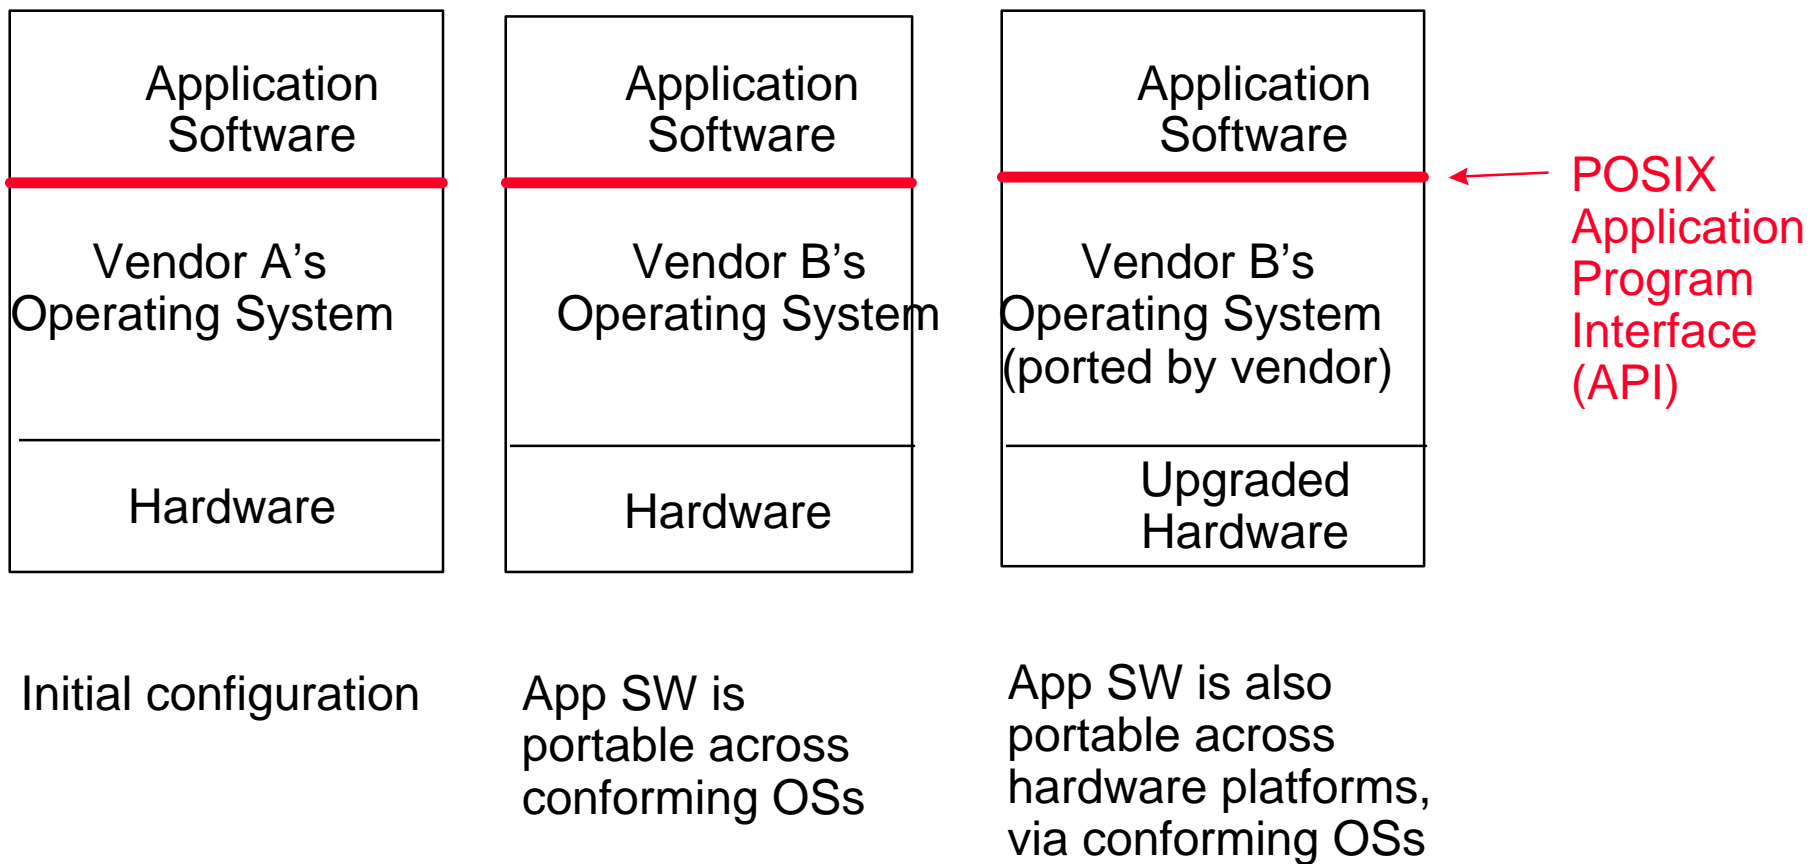 Application
Software
Vendor A’s
Operating System
Hardware
Initial configuration
Application
Software
Vendor B’s
Operating System
Hardware
App SW is
portable across
conforming OSs
Application
Software
Vendor B’s
Operating System
(ported by vendor)
Upgraded
Hardware
App SW is also
portable across
hardware platforms,
via conforming OSs
POSIX
Application
Program
Interface
(API)